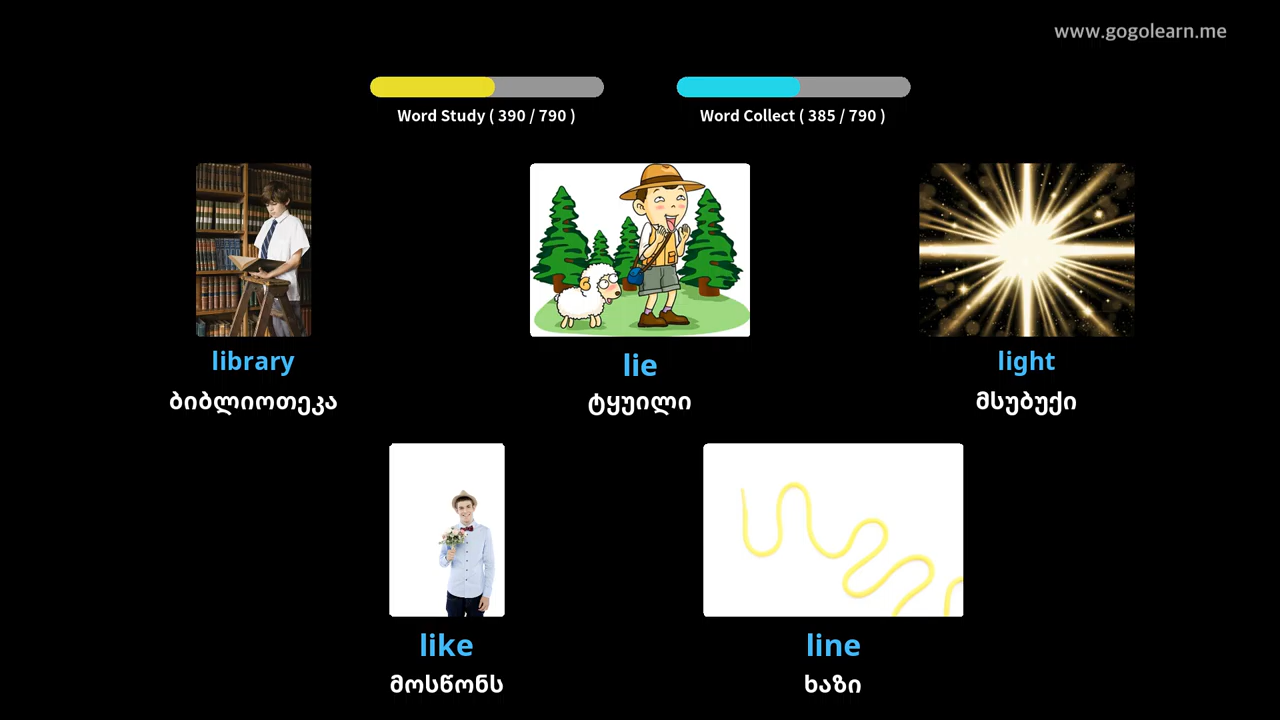 www.gogolearn.me
Word Study ( 390 / 790 )
Word Collect ( 385 / 790 )
library
ბიბლიოთეკა
lie
ტყუილი
light
მსუბუქი
like
მოსწონს
line
ხაზი